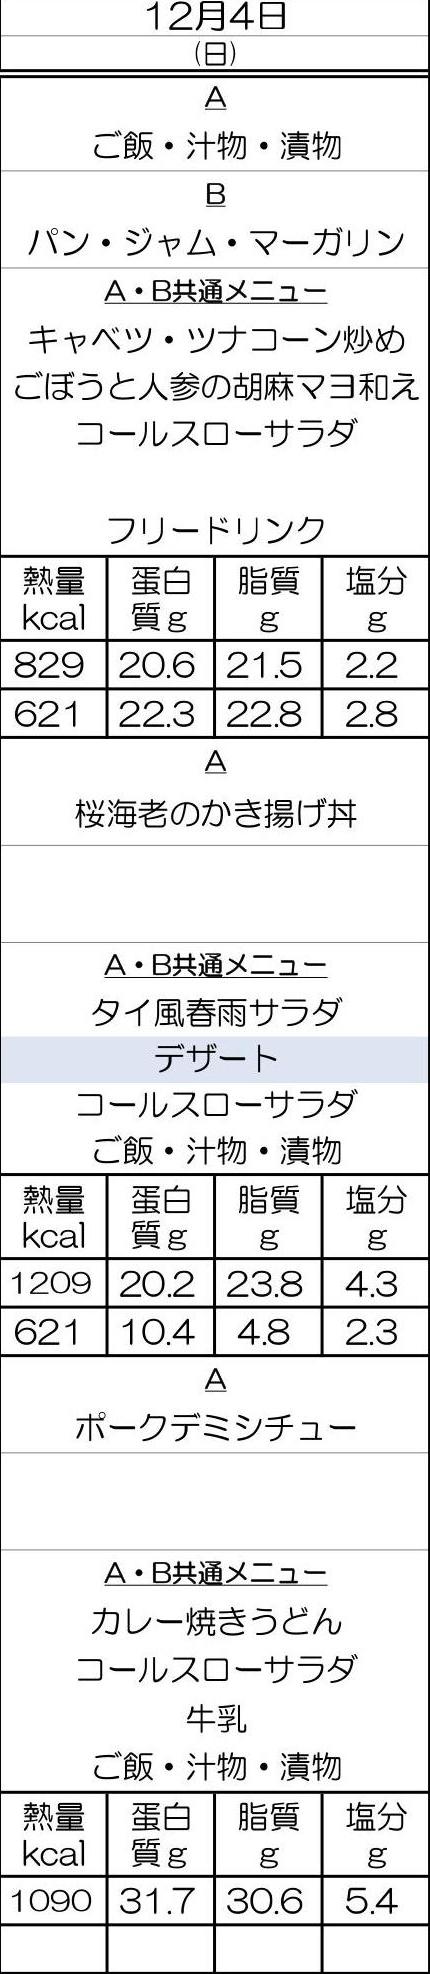 12月4日
(日)
A
ご飯・汁物・漬物
B
パン・ジャム・マーガリン
A・B共通メニュー
キャベツ・ツナコーン炒め
ごぼうと人参の胡麻マヨ和え
コールスローサラダ
フリードリンク
熱量 蛋白 脂質 塩分
kcal 質g g g
829 20.6 21.5 2.2
621 22.3 22.8 2.8
A
桜海老のかき揚げ丼
A・B共通メニュー
タイ風春雨サラダ
デザート
コールスローサラダ
ご飯・汁物・漬物
熱量 蛋白 脂質 塩分
kcal 質g g g
1209 20.2 23.8 4.3
621 10.4 4.8 2.3
A
ポークデミシチュー
A・B共通メニュー
カレー焼きうどん
コールスローサラダ
牛乳
ご飯・汁物・漬物
熱量 蛋白 脂質 塩分
kcal 質g g g
1090 31.7 30.6 5.4